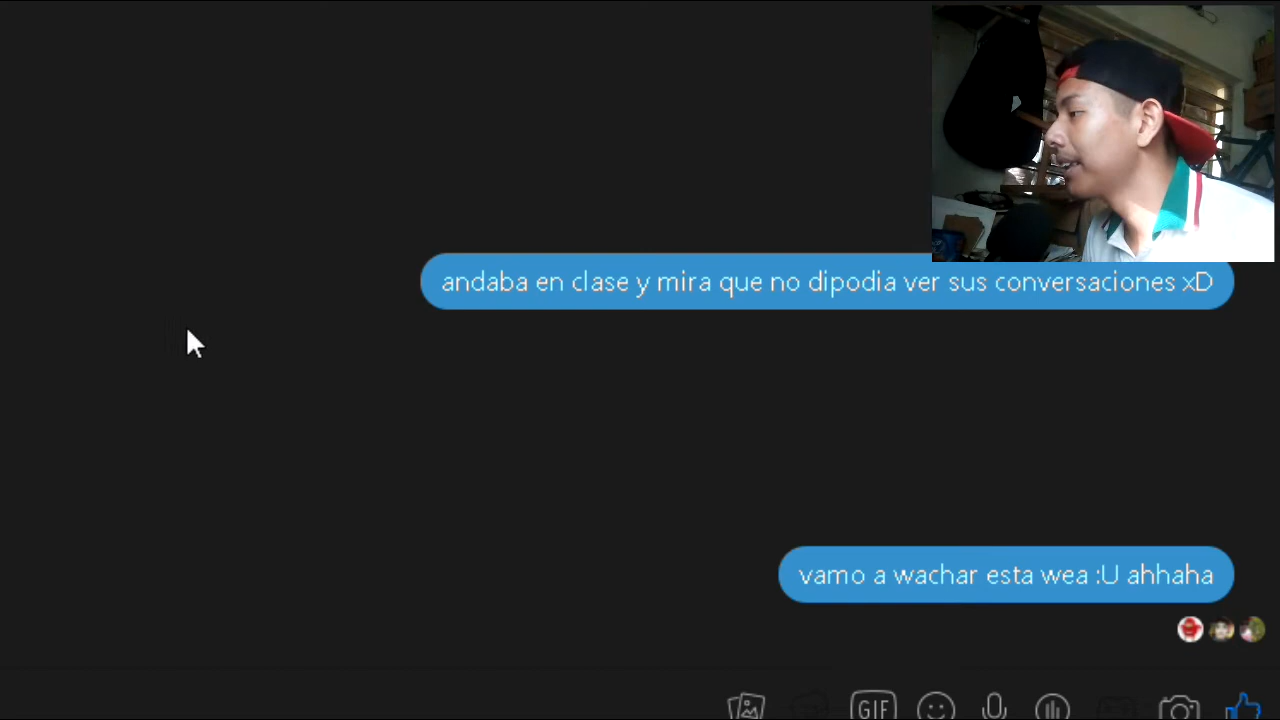 andaba en clase y mira que no dipodia ver sus conversaciones xD
vamo a wachar esta wea :U ahhaha
GIF